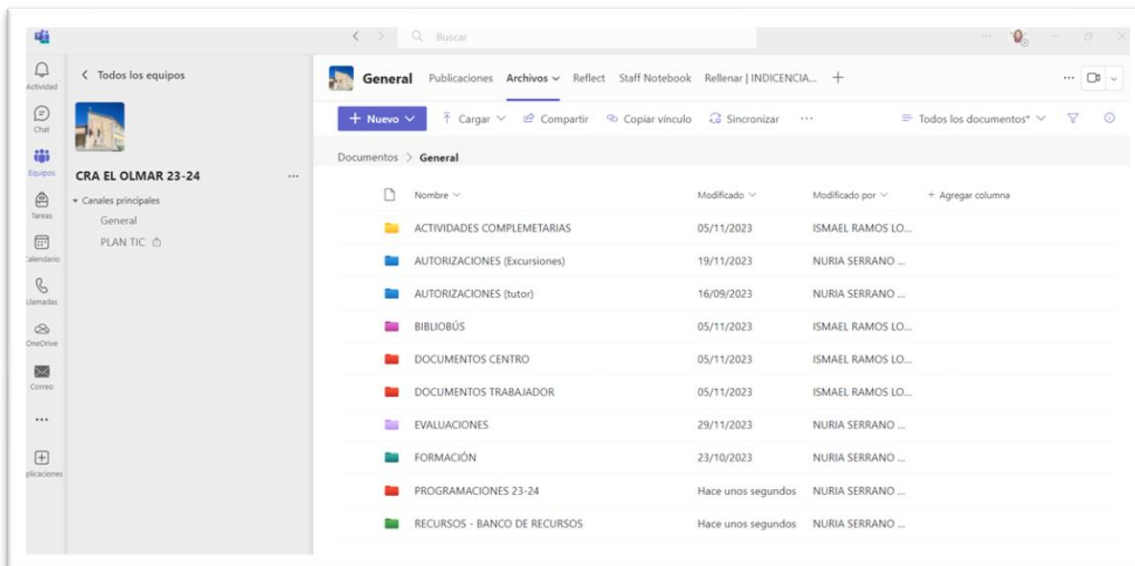 Buscar
Actividad
Chat
Equipos
Tareas
Calendario
Llamadas
OneDrive
Correo
plicaciones
Todos los equipos
CRA EL OLMAR 23-24
Canales principales
General
PLAN TIC
General Publicaciones Archivos Reflect Staff Notebook Rellenar | INDICENCIA... +
+ Nuevo Cargar Compartir Copiar vínculo Sincronizar ... Todos los documentos*
Documentos > General
Nombre Modificado Modificado por + Agregar columna
ACTIVIDADES COMPLEMETARIAS 05/11/2023 ISMAEL RAMOS LO...
AUTORIZACIONES (Excursiones) 19/11/2023 NURIA SERRANO ...
AUTORIZACIONES (tutor) 16/09/2023 NURIA SERRANO ...
BIBLIOBÚS 05/11/2023 ISMAEL RAMOS LO...
DOCUMENTOS CENTRO 05/11/2023 ISMAEL RAMOS LO...
DOCUMENTOS TRABAJADOR 05/11/2023 ISMAEL RAMOS LO...
EVALUACIONES 29/11/2023 NURIA SERRANO ...
FORMACIÓN 23/10/2023 NURIA SERRANO ...
PROGRAMACIONES 23-24 Hace unos segundos NURIA SERRANO ...
RECURSOS - BANCO DE RECURSOS Hace unos segundos NURIA SERRANO ...